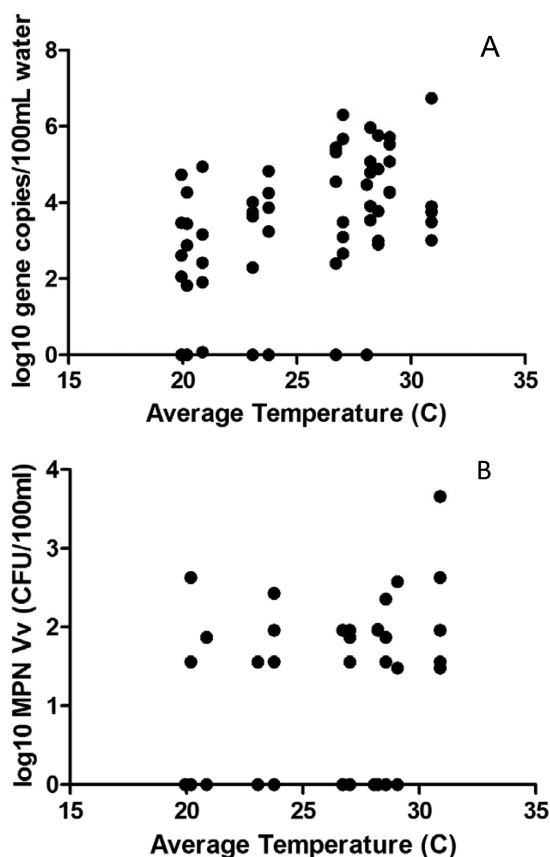 A
log10 gene copies/100mL water
8
6
4
2
0
15 20 25 30 35
Average Temperature (C)
B
log10 MPN Vv (CFU/100ml)
4
3
2
1
0
15 20 25 30 35
Average Temperature (C)